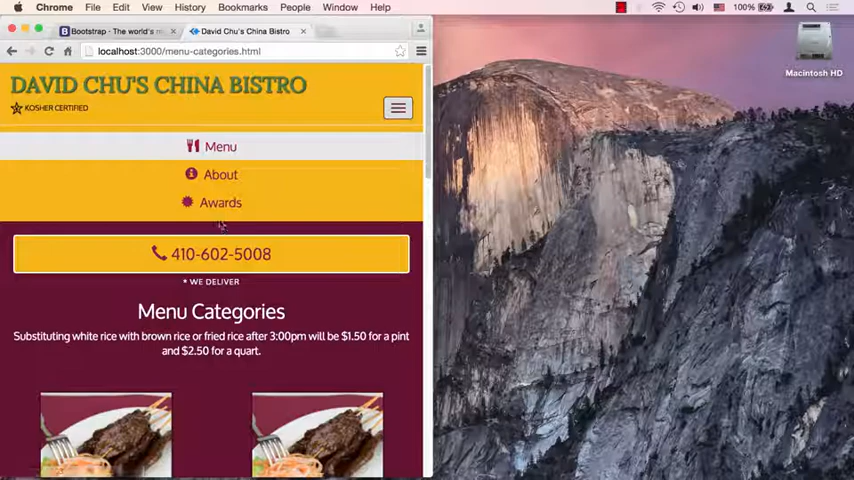 Chrome File Edit View History Bookmarks People Window Help 100%
Bootstrap · The world's m
David Chu's China Bistro
localhost:3000/menu-categories.html
DAVID CHU'S CHINA BISTRO
KOSHER CERTIFIED
Menu
About
Awards
410-602-5008
* WE DELIVER
Menu Categories
Substituting white rice with brown rice or fried rice after 3:00pm will be $1.50 for a pint
and $2.50 for a quart.
Macintosh HD